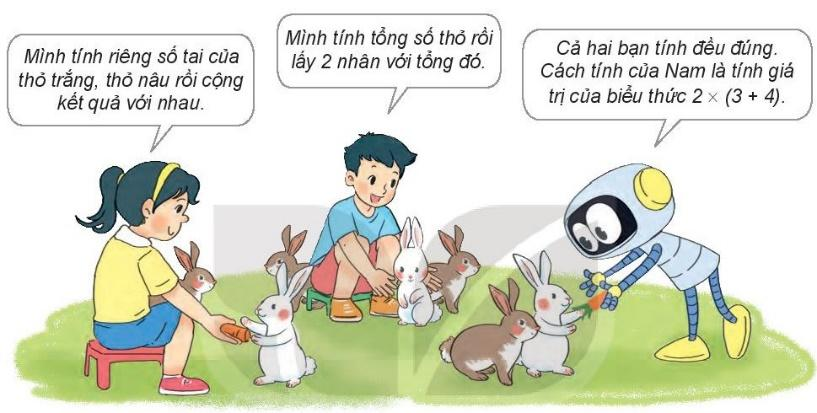 Mình tính riêng số tai của
thỏ trắng, thỏ nâu rồi cộng
kết quả với nhau.
Mình tính tổng số thỏ rồi
lấy 2 nhân với tổng đó.
Cả hai bạn tính đều đúng.
Cách tính của Nam là tính giá
trị của biểu thức 2 × (3 + 4).